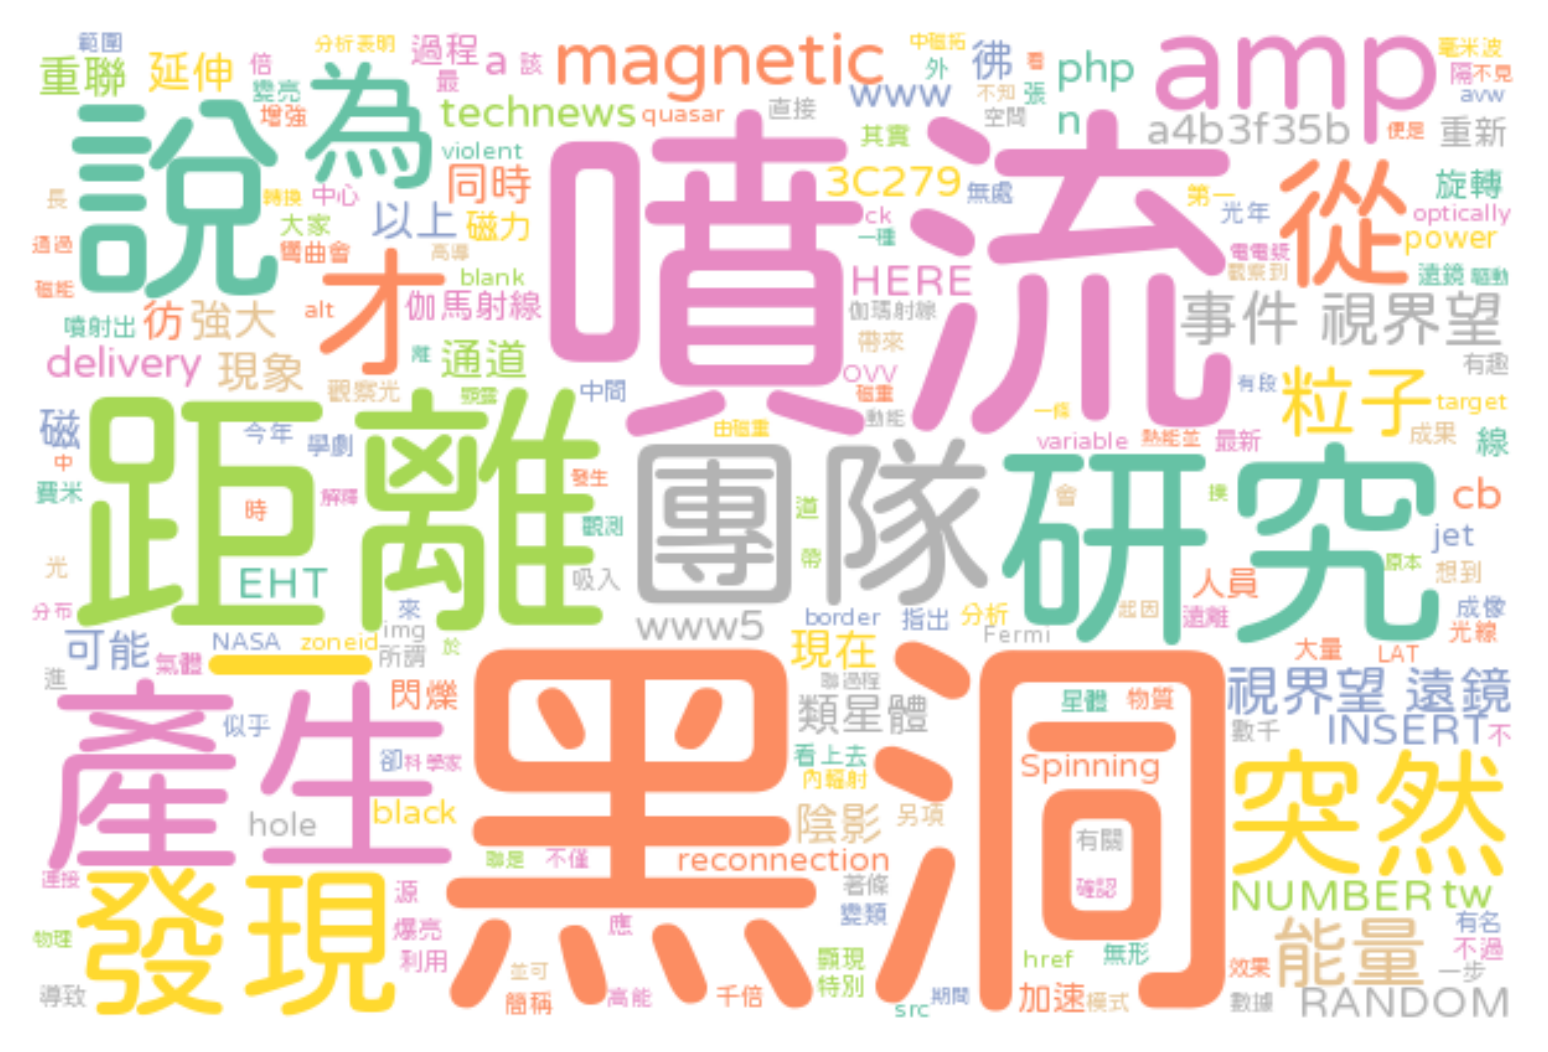 範圍 分析表明 過程 a 該 magnetic 中磁拓 彿 看 amp 毫米波
重聯 延伸 倍 為 最 外 php 隔 不見
變亮 www 不知 張 avw
增強 technews quasar 直接 空間 n a4b3f35b 便是 重新
說 violent 噴流 其實 從
轉換 中心 同時 3C279 無處 第一 旋轉
長 大家 以上 磁力 ck 光年 optically
通過 彎曲會 高導 一種 電電漿 power
磁能 才 blank HERE 觀察到 遠鏡 驅動
噴射出 彷 強大 alt 伽馬射線 伽瑪射線 事件 視界望
delivery 現象 離 通道 帶來 有趣
觀察光 中間 OVV 磁重 有段 粒子 target
磁 距離 今年 學劇 由磁重 動能 一條 成果
中 團隊 variable 熱能並 最新 線
費米 時 解釋 發生 道 研究 會 cb
觀測 jet
光 EHT 吸入 帶 人員 原本 想到
分布 來 www5 border 指出 分析 起因 遠離 成像
可能 NASA zoneid img 現在 Fermi 大量 LAT 光線
進 氣體 一 所謂 於 聯過程
產生 閃爍 黑洞 類星體 星體 物質 視界望 遠鏡
似乎 數千 INSERT 不
卻 科學家 看上去 Spinning 突然
內輻射
hole black 陰影 另項 有關
聯是 不僅 reconnection 確認
連接 發現 源 著條 NUMBER tw
物理 爆亮 應 變類 能量 有名
利用 顯現 href 無形 效果 不過
導致 並可 特別 一步
簡稱 高能 千倍 src 期間 加速 模式 數據 RANDOM